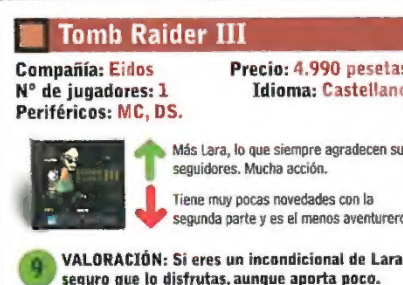 Tomb Raider III
Compañía: Eidos
Precio: 4.990 pesetas
Nº de jugadores: 1
Idioma: Castellano
Periféricos: MC, DS.
Más Lara, lo que siempre agradecen su
seguidores. Mucha acción.
Tiene muy pocas novedades con la
segunda parte y es el menos aventurero
9
VALORACIÓN: Si eres un incondicional de Lara
seguro que lo disfrutas, aunque aporta poco.